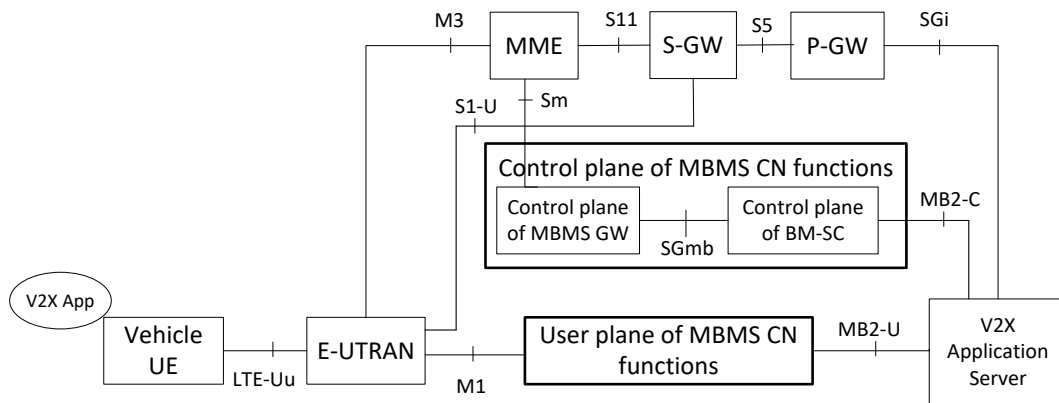 M3
S11
S5
SGi
MME
S-GW
P-GW
S1-U
Sm
Control plane of MBMS CN functions
Control plane
of MBMS GW
SGmb
Control plane
of BM-SC
MB2-C
V2X App
Vehicle
UE
LTE-Uu
E-UTRAN
M1
User plane of MBMS CN
functions
MB2-U
V2X
Application
Server